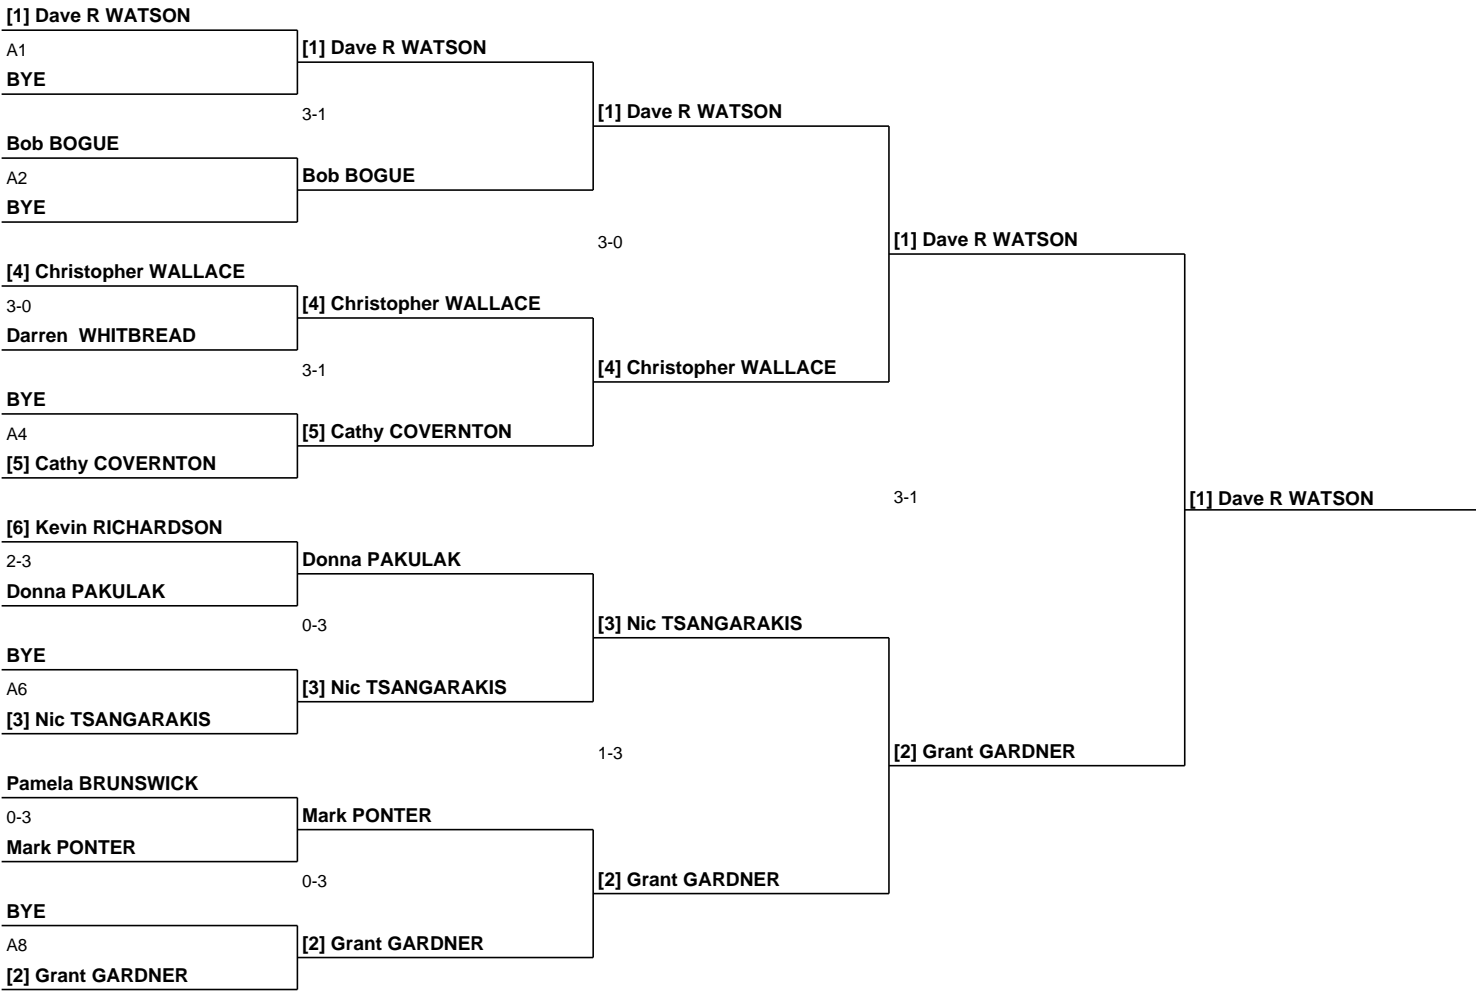 [1] Dave R WATSON
A1
BYE
Bob BOGUE
A2
BYE
[4] Christopher WALLACE
3-0
Darren  WHITBREAD
BYE
A4
[5] Cathy COVERNTON
[6] Kevin RICHARDSON
2-3
Donna PAKULAK
BYE
A6
[3] Nic TSANGARAKIS
Pamela BRUNSWICK
0-3
Mark PONTER
BYE
A8
[2] Grant GARDNER
[1] Dave R WATSON
3-1
Bob BOGUE
[4] Christopher WALLACE
3-1
[5] Cathy COVERNTON
Donna PAKULAK
0-3
[3] Nic TSANGARAKIS
Mark PONTER
0-3
[2] Grant GARDNER
[1] Dave R WATSON
3-0
[4] Christopher WALLACE
[3] Nic TSANGARAKIS
1-3
[2] Grant GARDNER
[1] Dave R WATSON
3-1
[2] Grant GARDNER
[1] Dave R WATSON